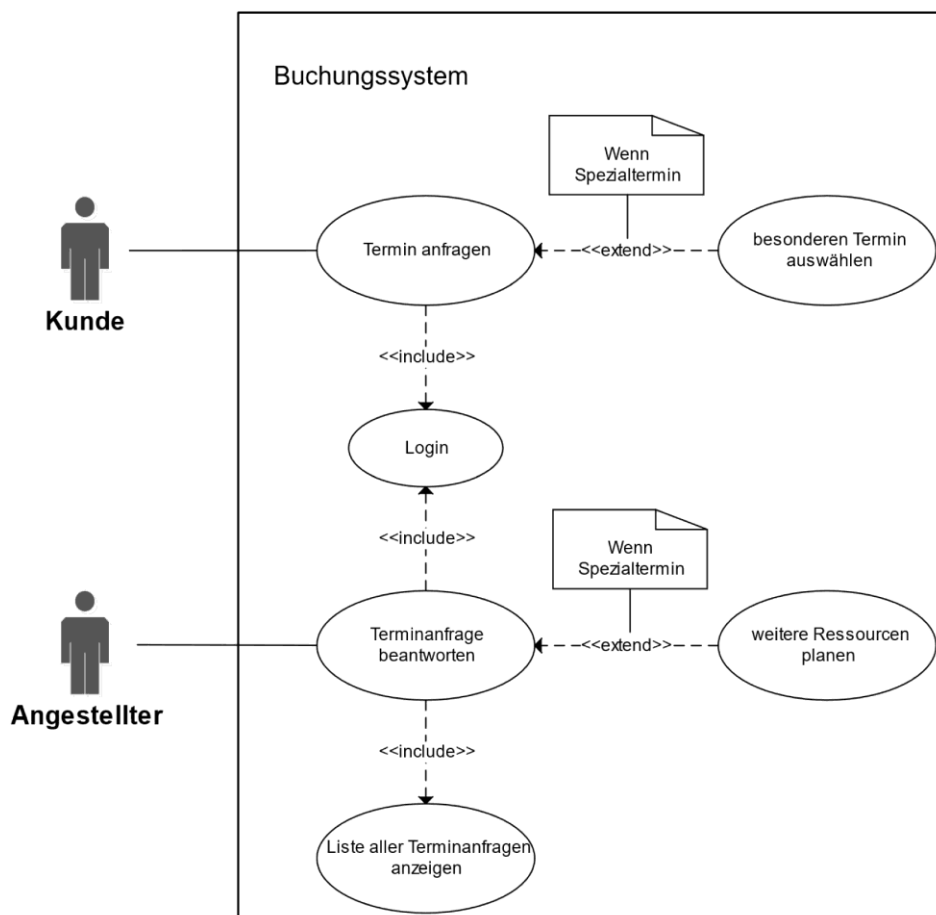 Buchungssystem
Wenn
Spezialtermin
Termin anfragen
<<extend>>
besonderen Termin
auswählen
Kunde
<<include>>
Login
<<include>>
Wenn
Spezialtermin
Terminanfrage
beantworten
<<extend>>
weitere Ressourcen
planen
Angestellter
<<include>>
Liste aller Terminanfragen
anzeigen